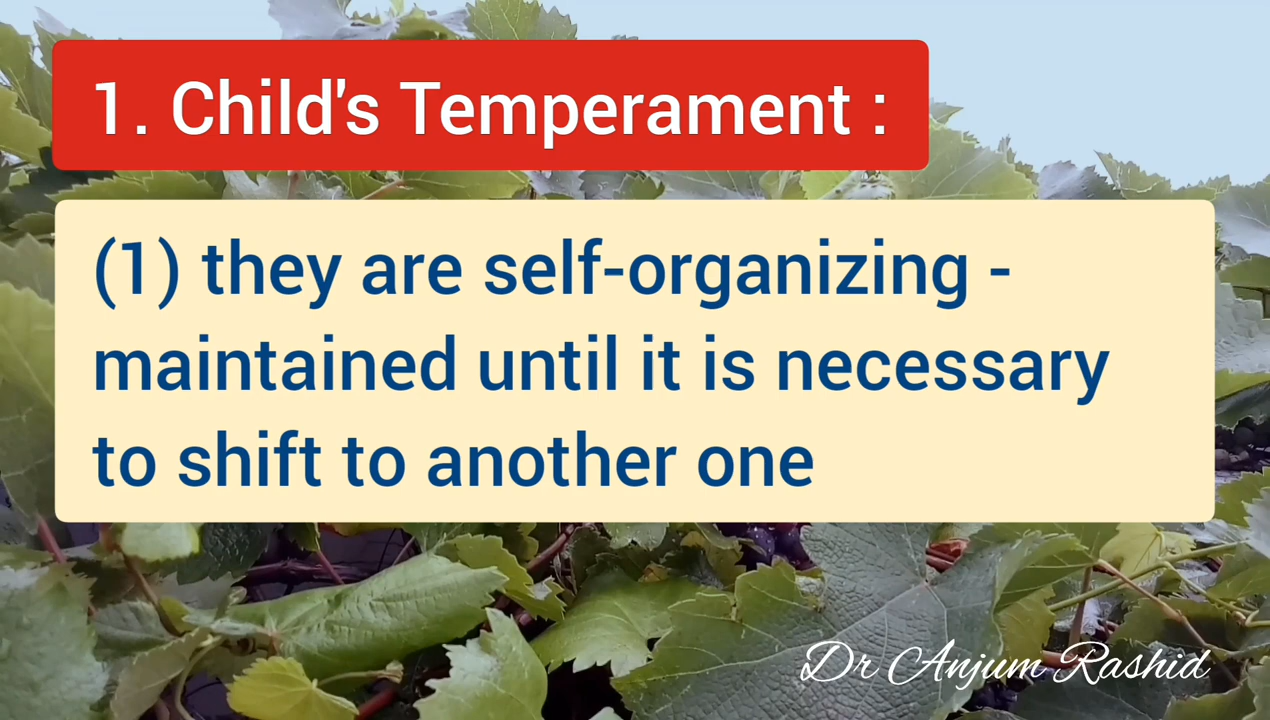 1. Child's Temperament :
(1) they are self-organizing -
maintained until it is necessary
to shift to another one
Dr Anjum Rashid